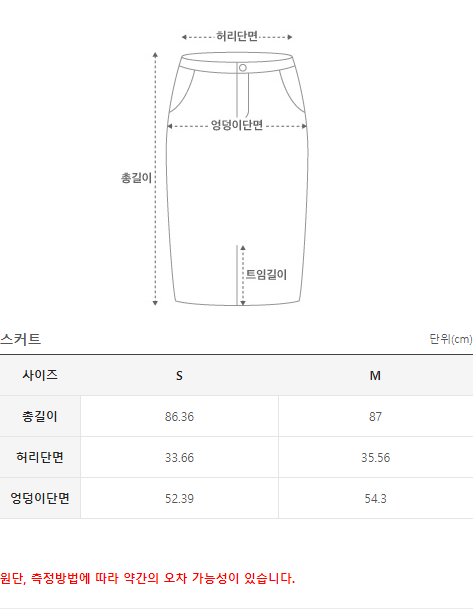 허리단면
엉덩이단면
총길이
트임길이
스커트 단위(cm)
사이즈 S M
총길이 86.36 87
허리단면 33.66 35.56
엉덩이단면 52.39 54.3
원단, 측정방법에 따라 약간의 오차 가능성이 있습니다.